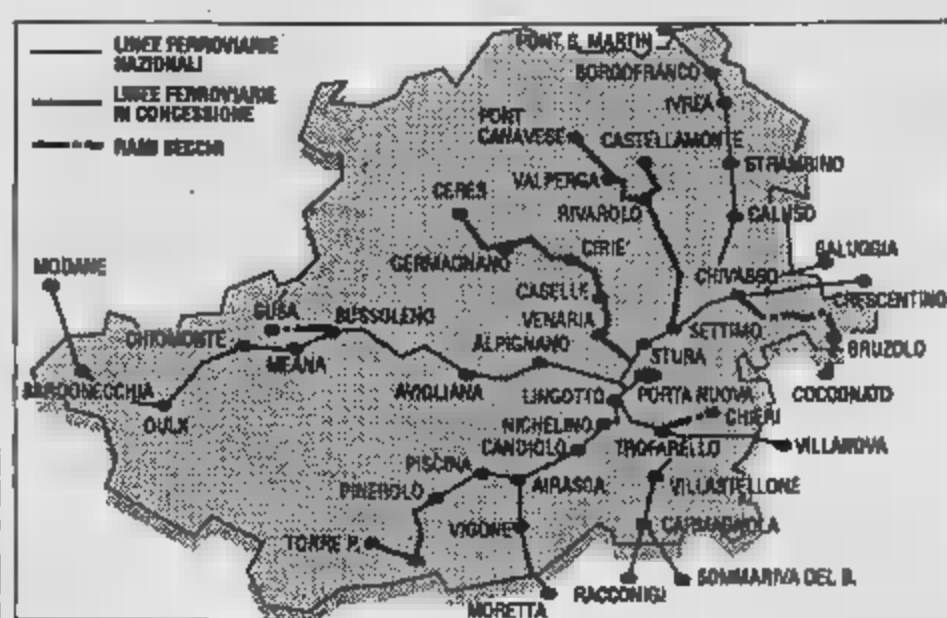 LINEE FERROVIARIE
NAZIONALI
LINEE FERROVIARIE
IN CONCESSIONE
RAMI SECCHI
PONT S. MARTIN
BORGOFRANCO
IVREA
PONT
CANAVESE
CASTELLAMONTE
STRAMBINO
VALPERGA
CERES
RIVAROLO
CALUSO
CIRIE'
SALUGGIA
GERMAGNANO
MODANE
CHIVASSO
CASELLE
CRESCENTINO
SUSA
BUSSOLENO
VENARIA
SETTIMO
CHIOMONTE
ALPIGNANO
STURA
BRUZOLO
MEANA
BARDONECCHIA
AVIGLIANA
LINGOTTO
PORTA NUOVA
COCCONATO
OULX
CHIERI
NICHELINO
CANDIOLO
TROFARELLO
VILLANOVA
PISCINA
PINEROLO
AIRASCA
VILLASTELLONE
VIGONE
CARMAGNOLA
TORRE P.
SOMMARIVA DEL B.
RACCONIGI
MORETTA